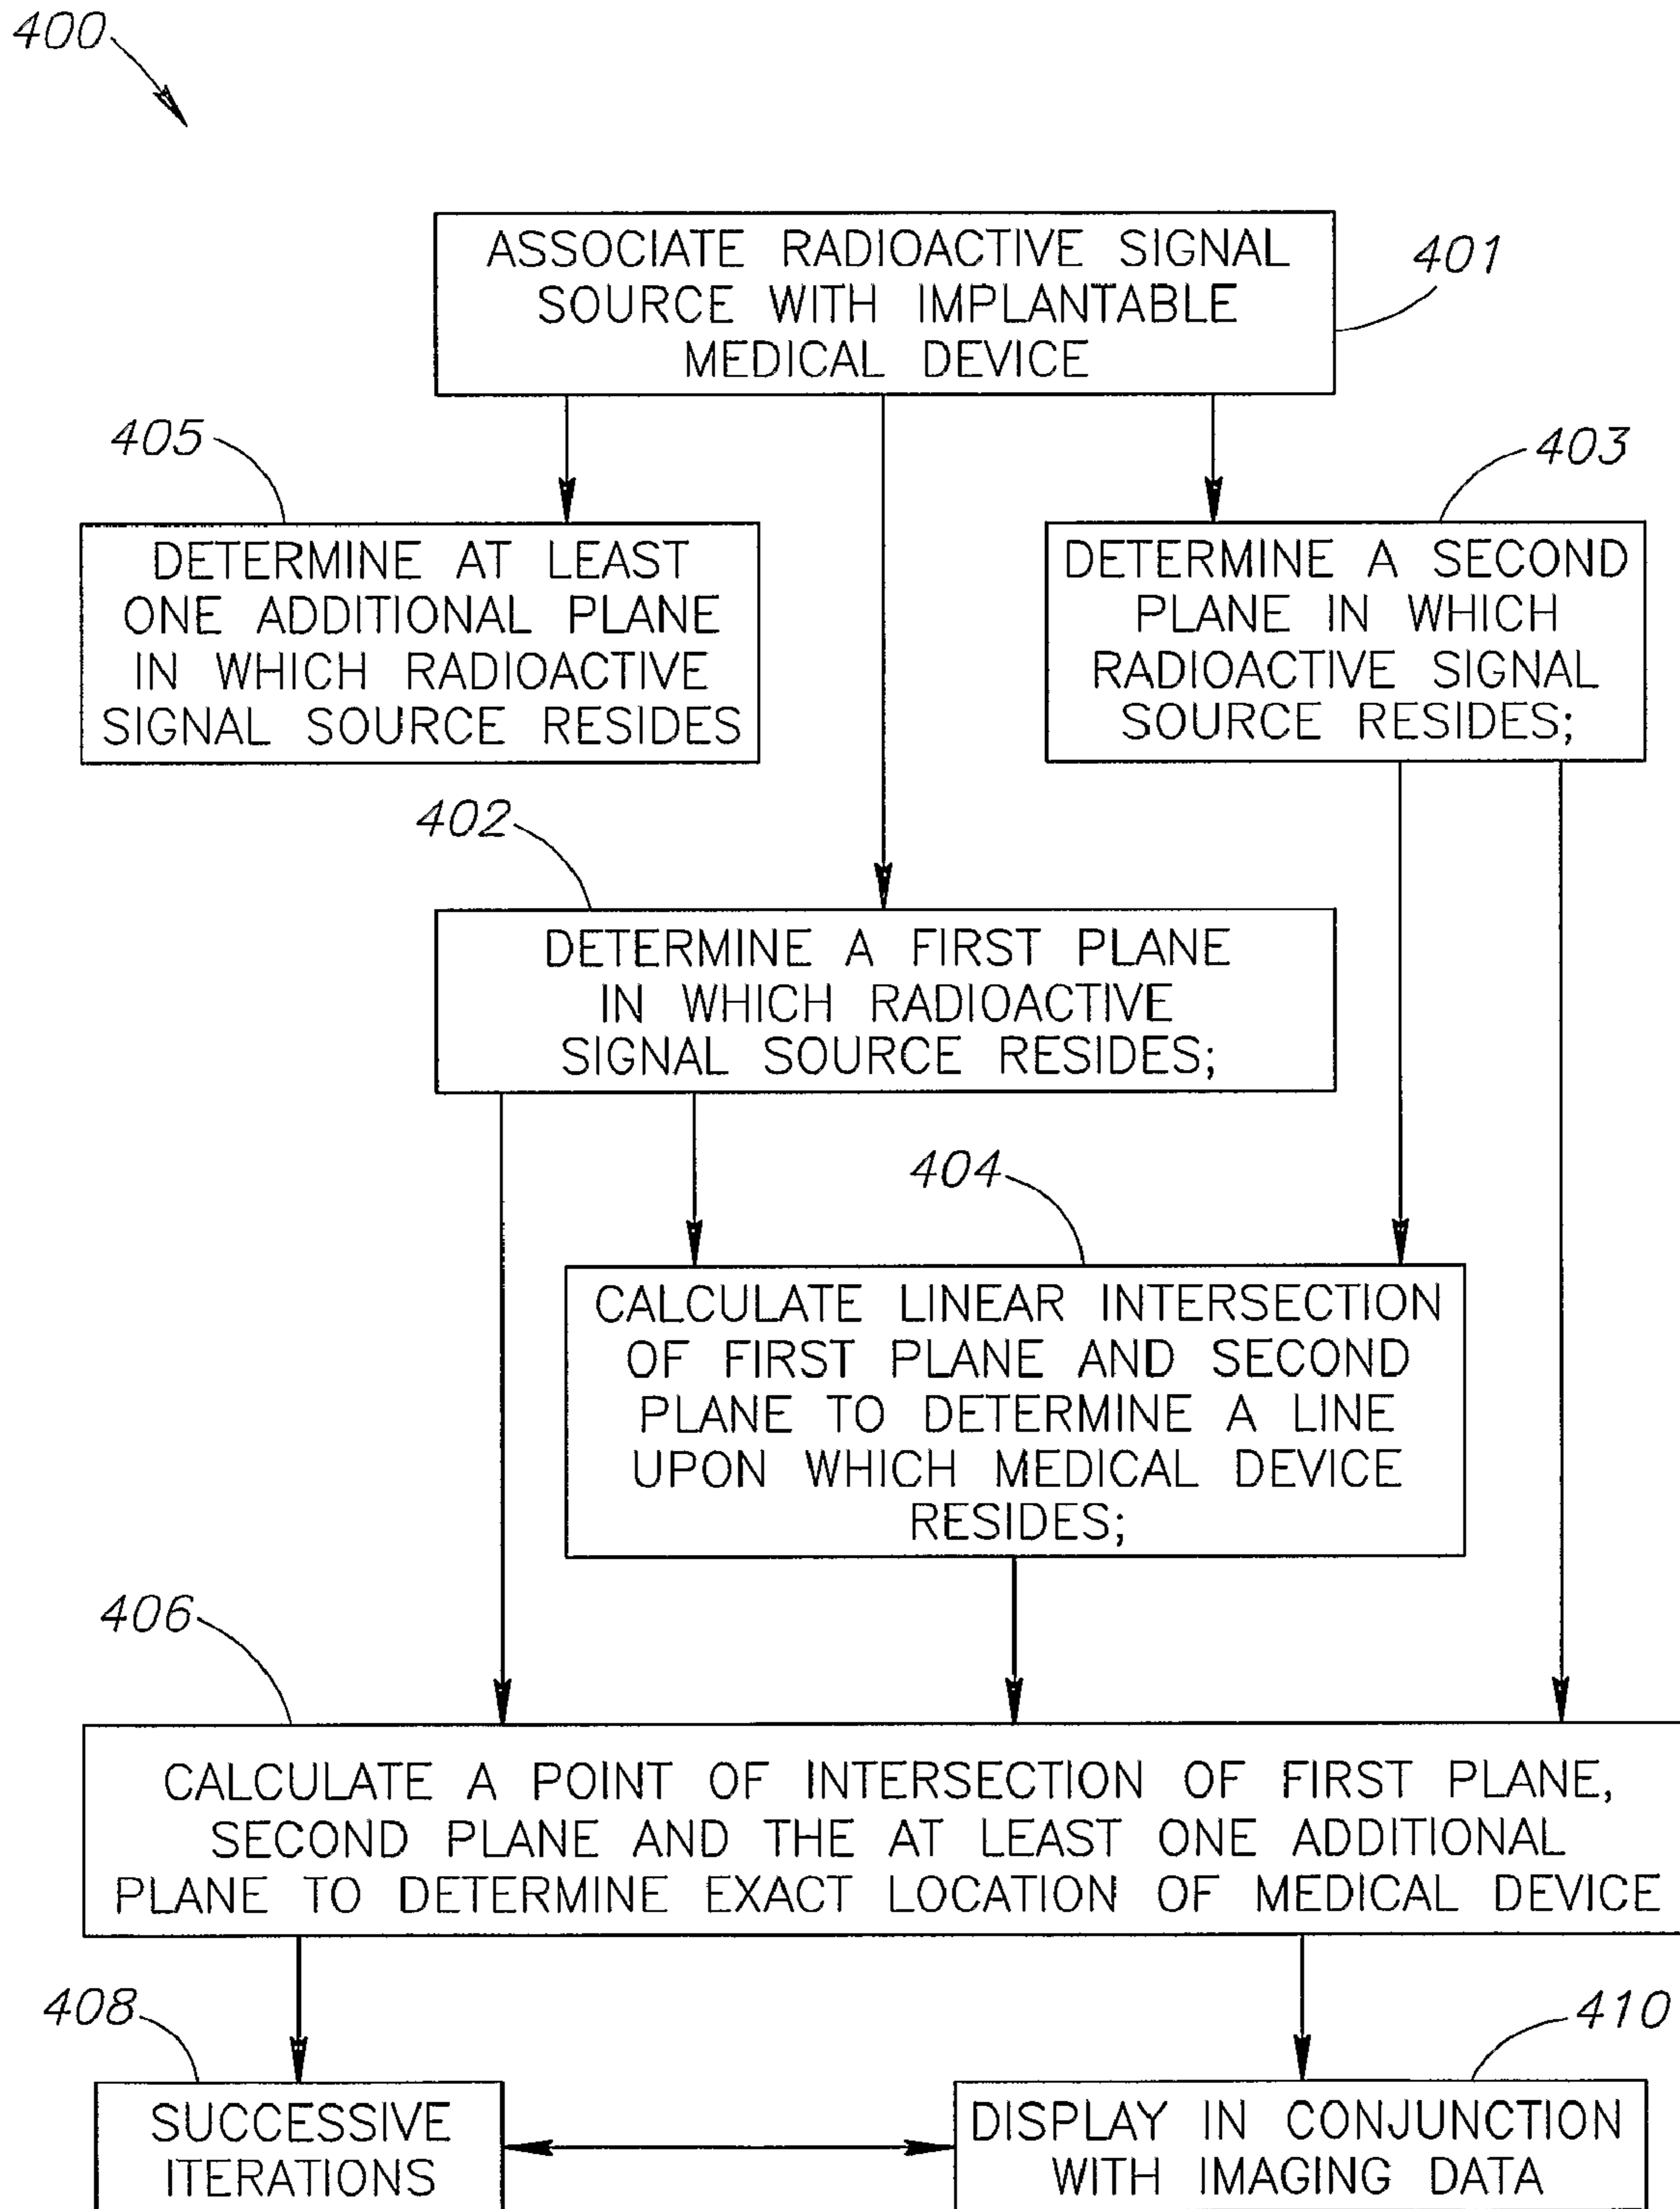 400
ASSOCIATE RADIOACTIVE SIGNAL
SOURCE WITH IMPLANTABLE
MEDICAL DEVICE
401
405
403
DETERMINE AT LEAST
ONE ADDITIONAL PLANE
IN WHICH RADIOACTIVE
SIGNAL SOURCE RESIDES
DETERMINE A SECOND
PLANE IN WHICH
RADIOACTIVE SIGNAL
SOURCE RESIDES;
402
DETERMINE A FIRST PLANE
IN WHICH RADIOACTIVE
SIGNAL SOURCE RESIDES;
404
CALCULATE LINEAR INTERSECTION
OF FIRST PLANE AND SECOND
PLANE TO DETERMINE A LINE
UPON WHICH MEDICAL DEVICE
RESIDES;
406
CALCULATE A POINT OF INTERSECTION OF FIRST PLANE,
SECOND PLANE AND THE AT LEAST ONE ADDITIONAL
PLANE TO DETERMINE EXACT LOCATION OF MEDICAL DEVICE
408
410
SUCCESSIVE
ITERATIONS
DISPLAY IN CONJUNCTION
WITH IMAGING DATA